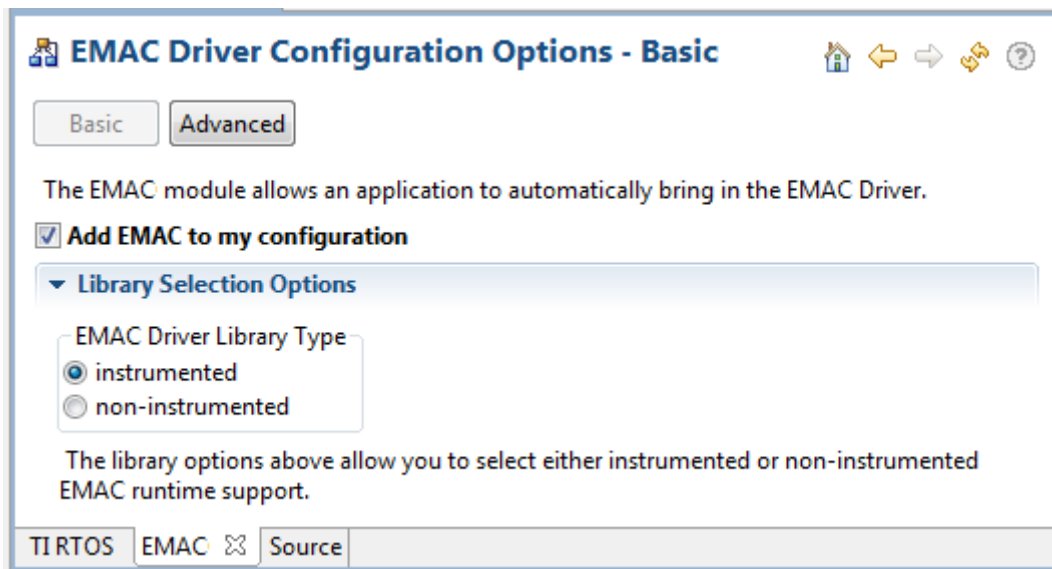 EMAC Driver Configuration Options - Basic
Basic Advanced
The EMAC module allows an application to automatically bring in the EMAC Driver.
Add EMAC to my configuration
Library Selection Options
EMAC Driver Library Type
instrumented
non-instrumented
The library options above allow you to select either instrumented or non-instrumented
EMAC runtime support.
TI RTOS EMAC Source